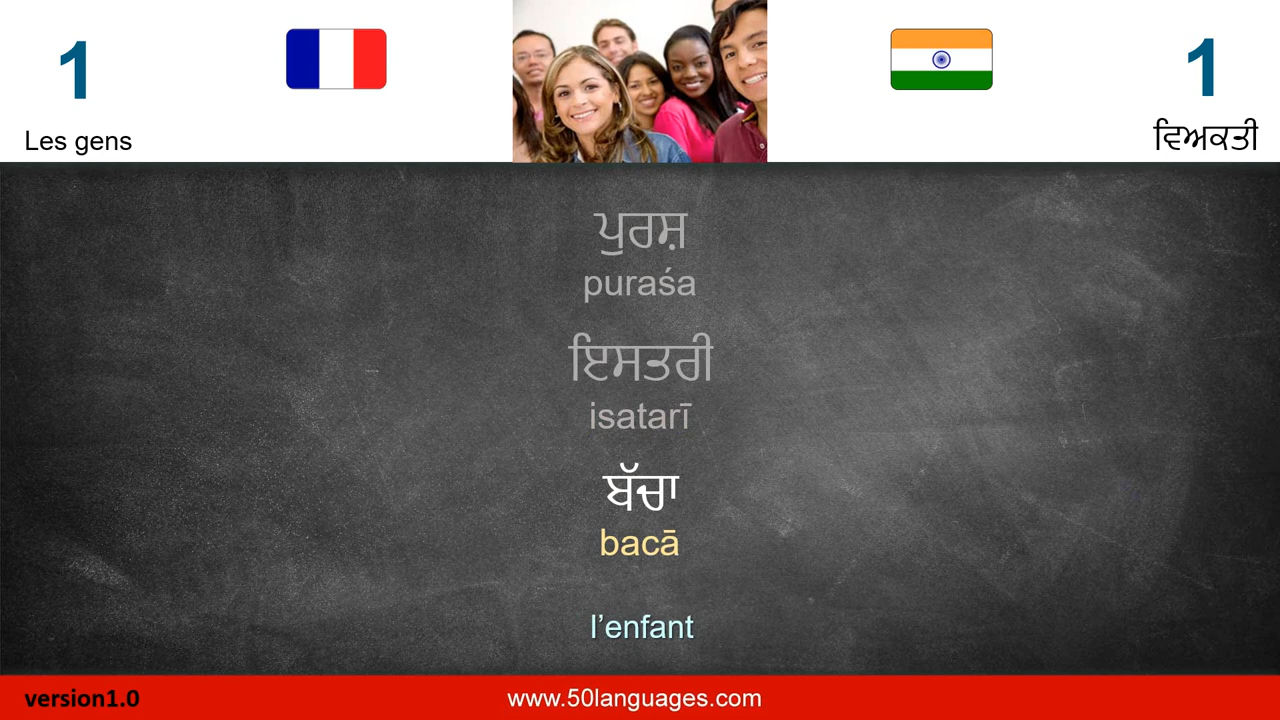 1
1
Les gens
ਵਿਅਕਤੀ
ਪੁਰਸ਼
puraśa
ਇਸਤਰੀ
isatarī
ਬੱਚਾ
bacā
l’enfant
version1.0
www.50languages.com